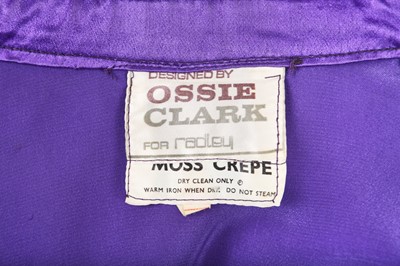 DESIGNED BY
OSSIE
CLARK
FOR radley
MOSS CREPE
DRY CLEAN ONLY Ⓟ
WARM IRON WHEN DRY. DO NOT STEAM